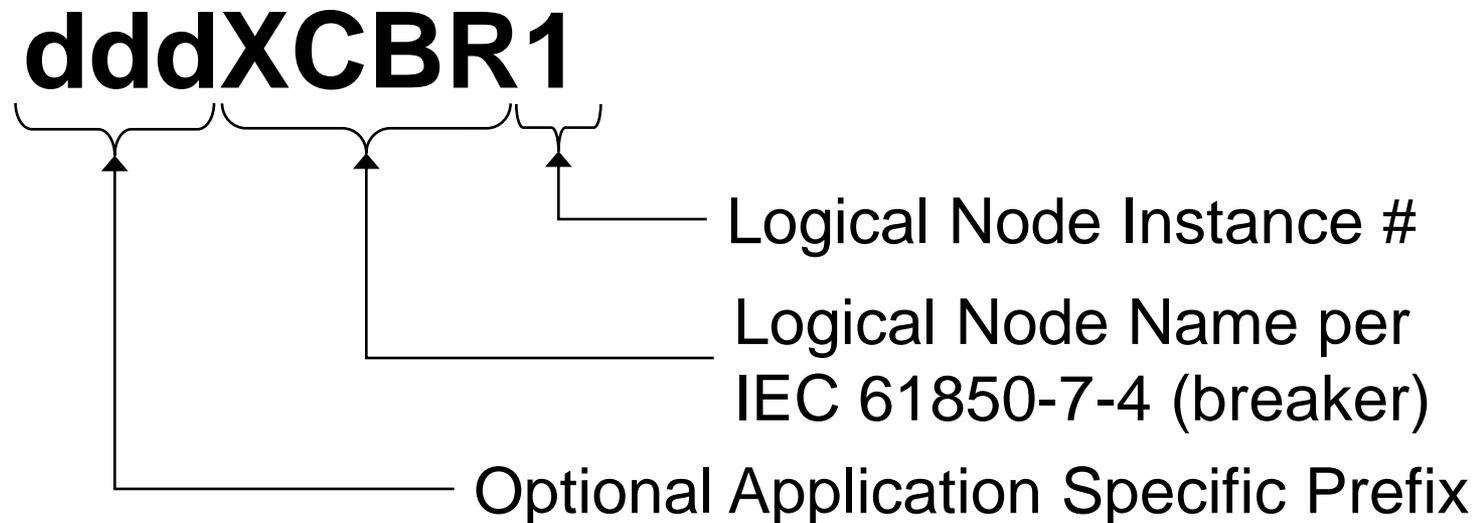 dddXCBR1
Logical Node Instance #
Logical Node Name per
IEC 61850-7-4 (breaker)
Optional Application Specific Prefix